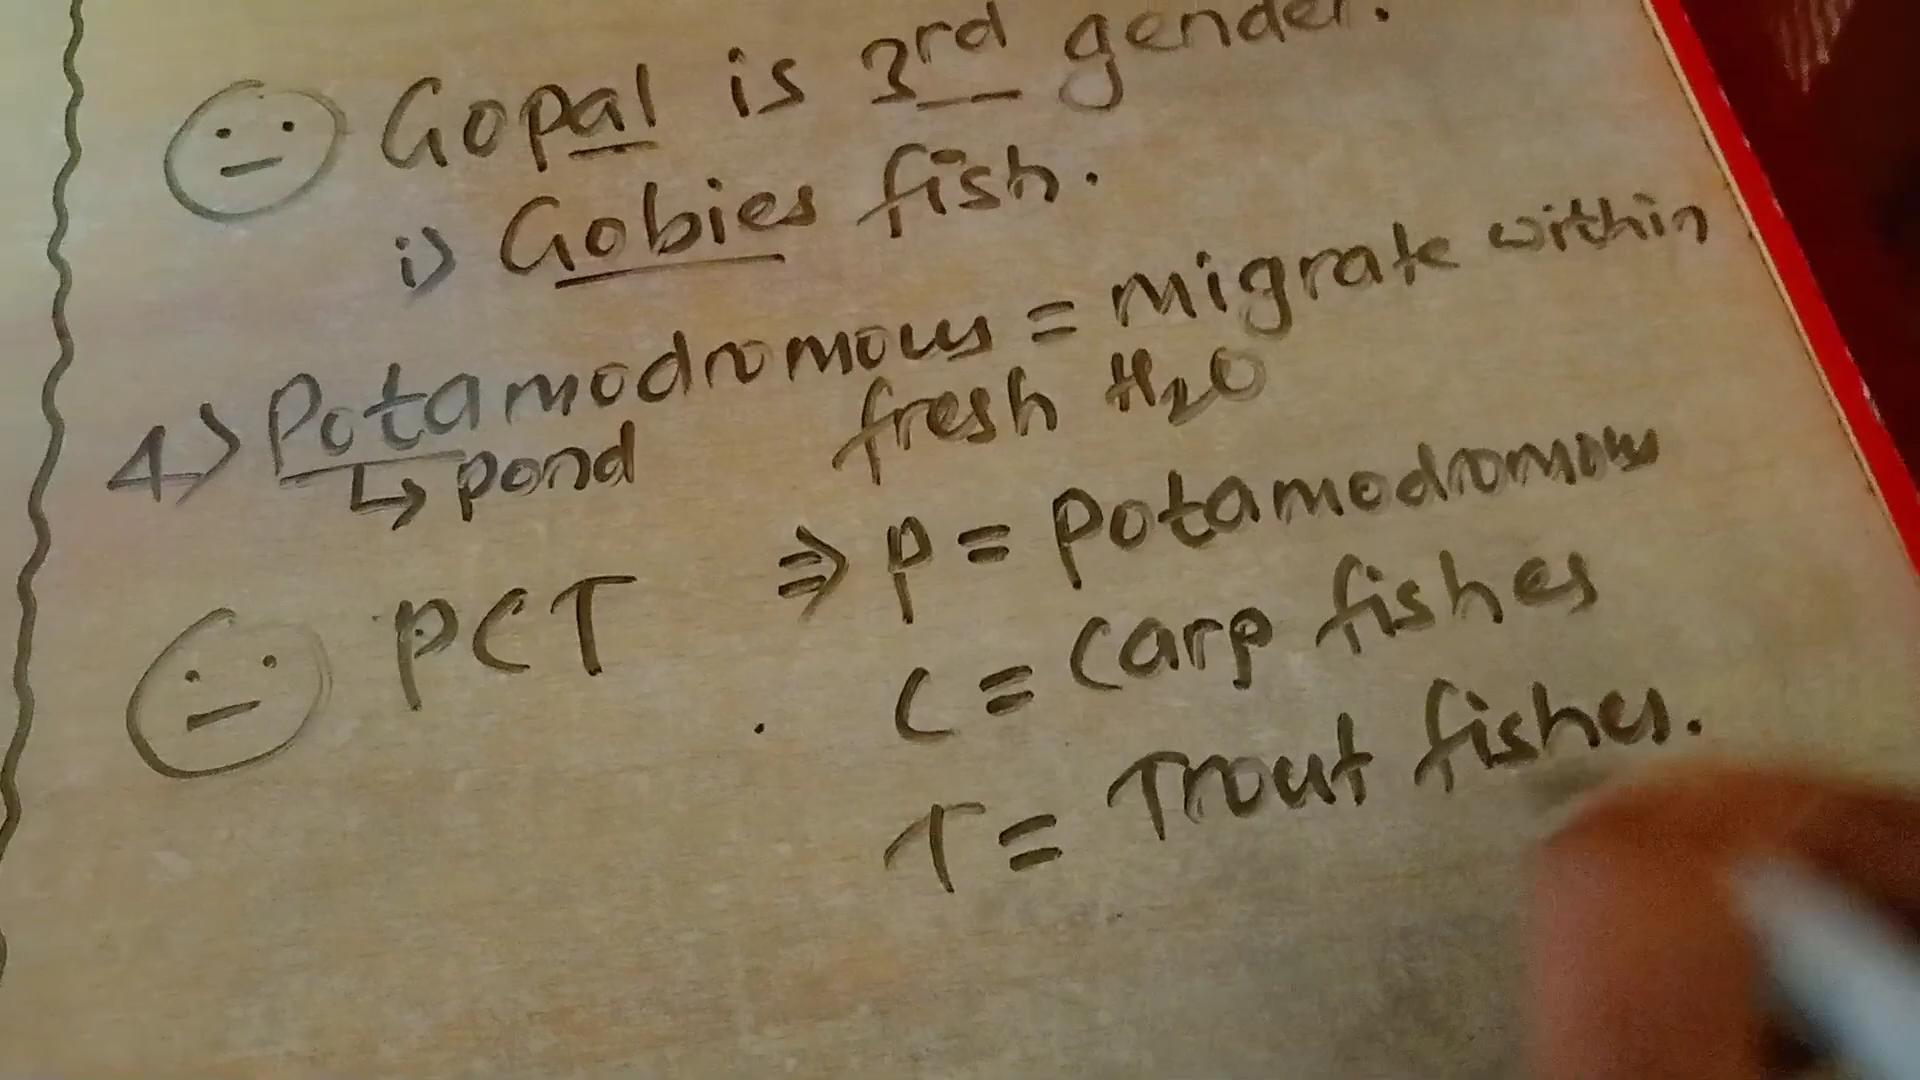 Gopal is 3rd gender.
i> Gobies fish.
4> Potamodromous = migrate within
↳ pond fresh H2O
PCT ⇒ P = Potamodromous
C = Carp fishes
T = Trout fishes.